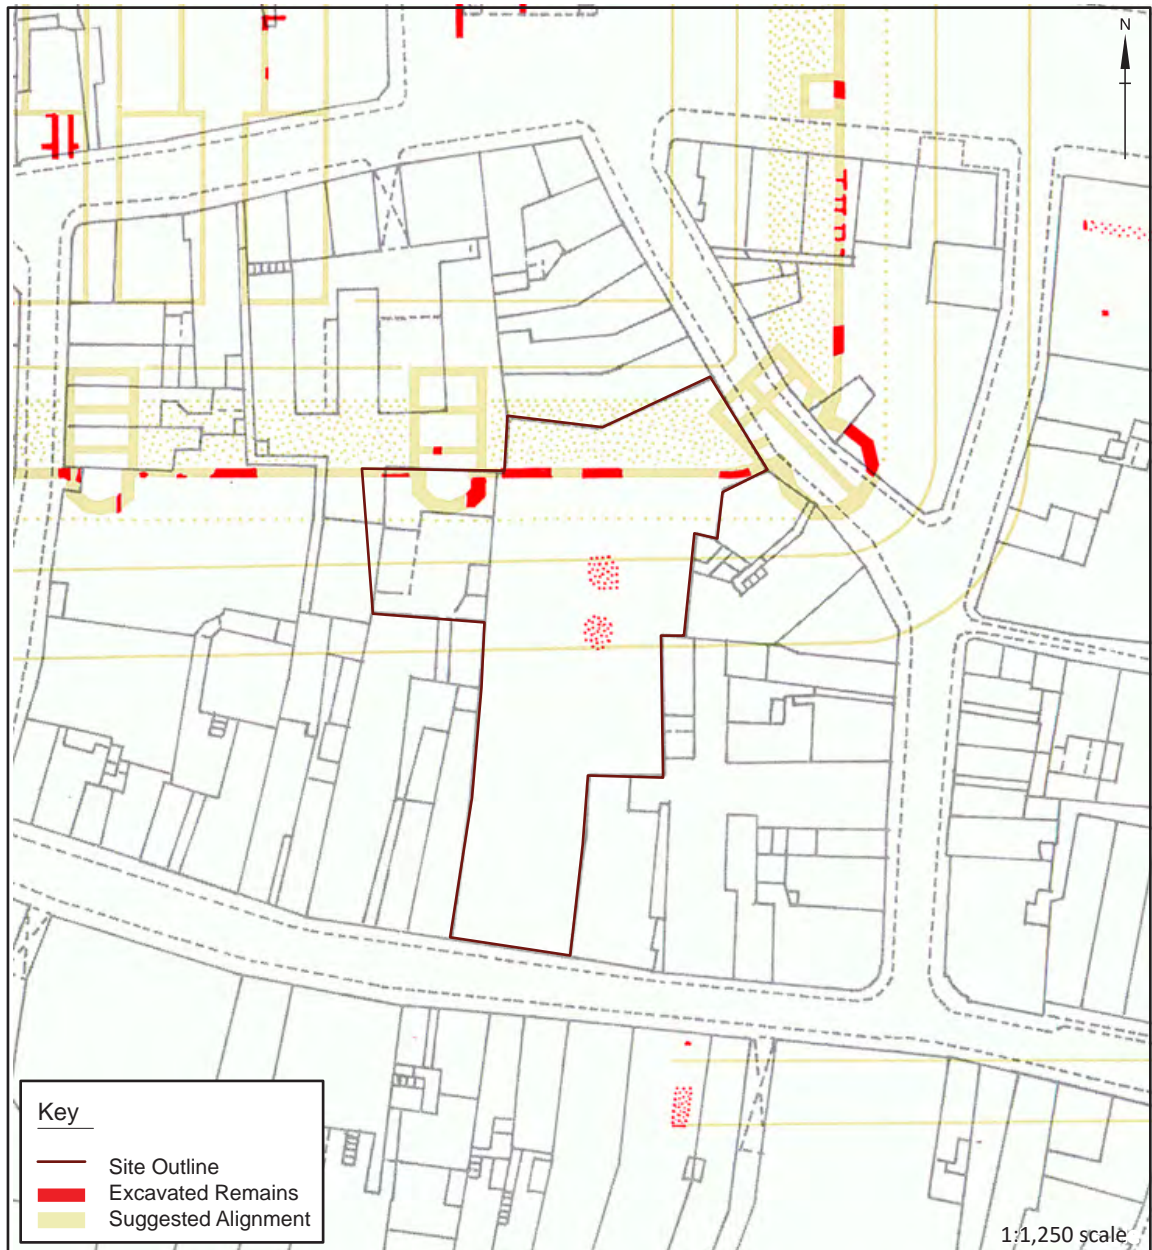 N
Key
Site Outline
Excavated Remains
Suggested Alignment
1:1,250 scale